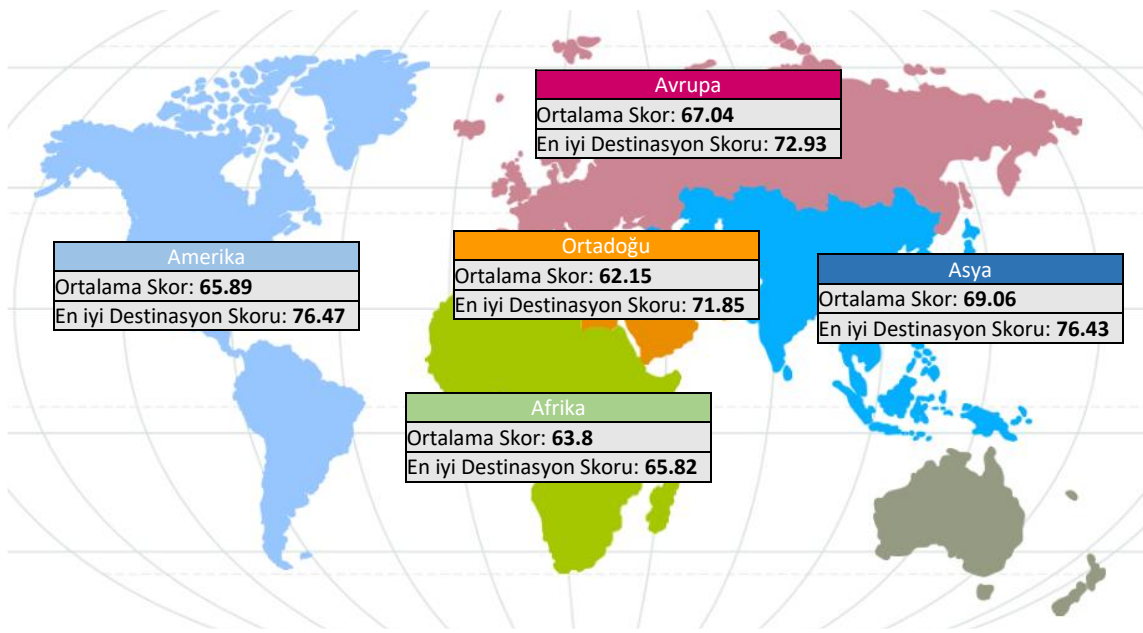 Avrupa
Ortalama Skor: 67.04
En iyi Destinasyon Skoru: 72.93
Amerika
Ortalama Skor: 65.89
En iyi Destinasyon Skoru: 76.47
Ortadoğu
Ortalama Skor: 62.15
En iyi Destinasyon Skoru: 71.85
Asya
Ortalama Skor: 69.06
En iyi Destinasyon Skoru: 76.43
Afrika
Ortalama Skor: 63.8
En iyi Destinasyon Skoru: 65.82